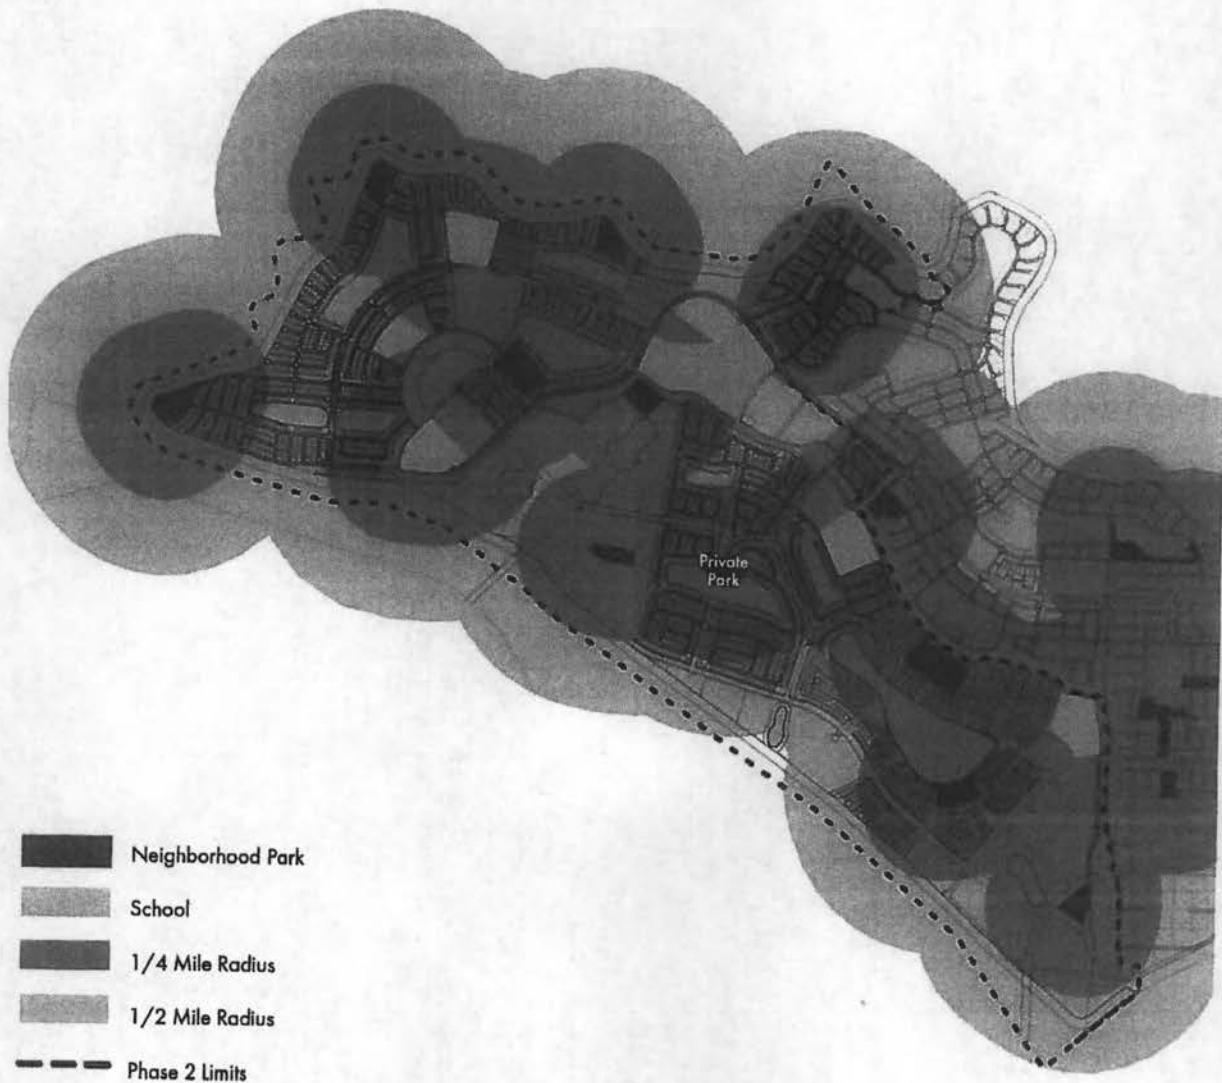 Private
Park
Neighborhood Park
School
1/4 Mile Radius
1/2 Mile Radius
Phase 2 Limits